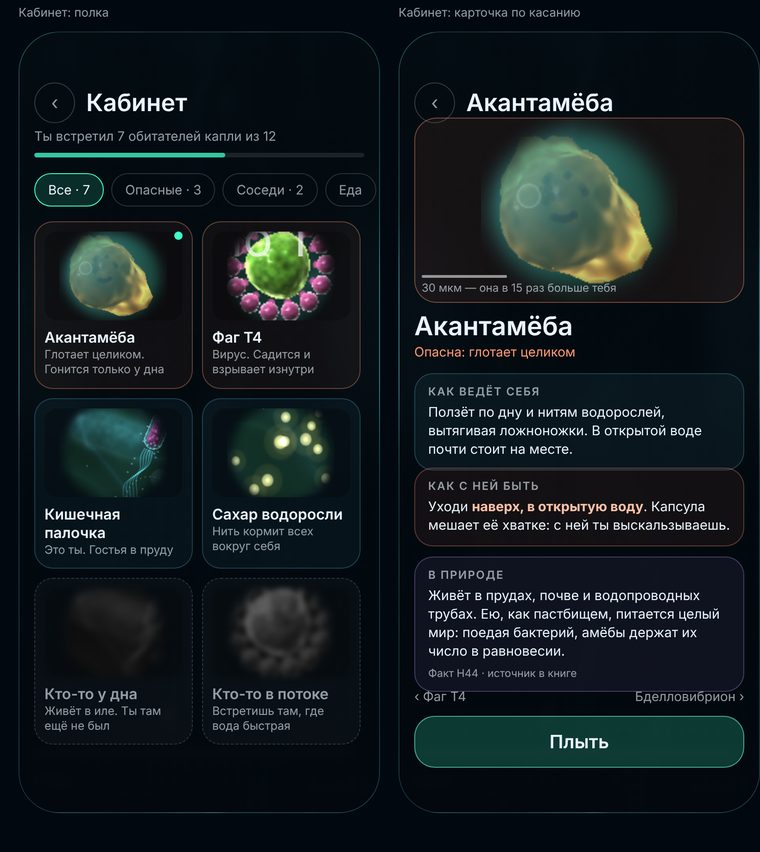 Кабинет: полка
‹ Кабинет
Ты встретил 7 обитателей капли из 12
Все · 7
Опасные · 3
Соседи · 2
Еда
Акантамёба
Глотает целиком.
Гонится только у дна
Фаг T4
Вирус. Садится и
взрывает изнутри
Кишечная
палочка
Это ты. Гостья в пруду
Сахар водоросли
Нить кормит всех
вокруг себя
Кто-то у дна
Живёт в иле. Ты там
ещё не был
Кто-то в потоке
Встретишь там, где
вода быстрая
Кабинет: карточка по касанию
‹ Акантамёба
30 мкм — она в 15 раз больше тебя
Акантамёба
Опасна: глотает целиком
КАК ВЕДЁТ СЕБЯ
Ползёт по дну и нитям водорослей,
вытягивая ложноножки. В открытой воде
почти стоит на месте.
КАК С НЕЙ БЫТЬ
Уходи наверх, в открытую воду. Капсула
мешает её хватке: с ней ты выскальзываешь.
В ПРИРОДЕ
Живёт в прудах, почве и водопроводных
трубах. Ею, как пастбищем, питается целый
мир: поедая бактерий, амёбы держат их
число в равновесии.
Факт H44 · источник в книге
‹ Фаг T4
Бделловибрион ›
Плыть